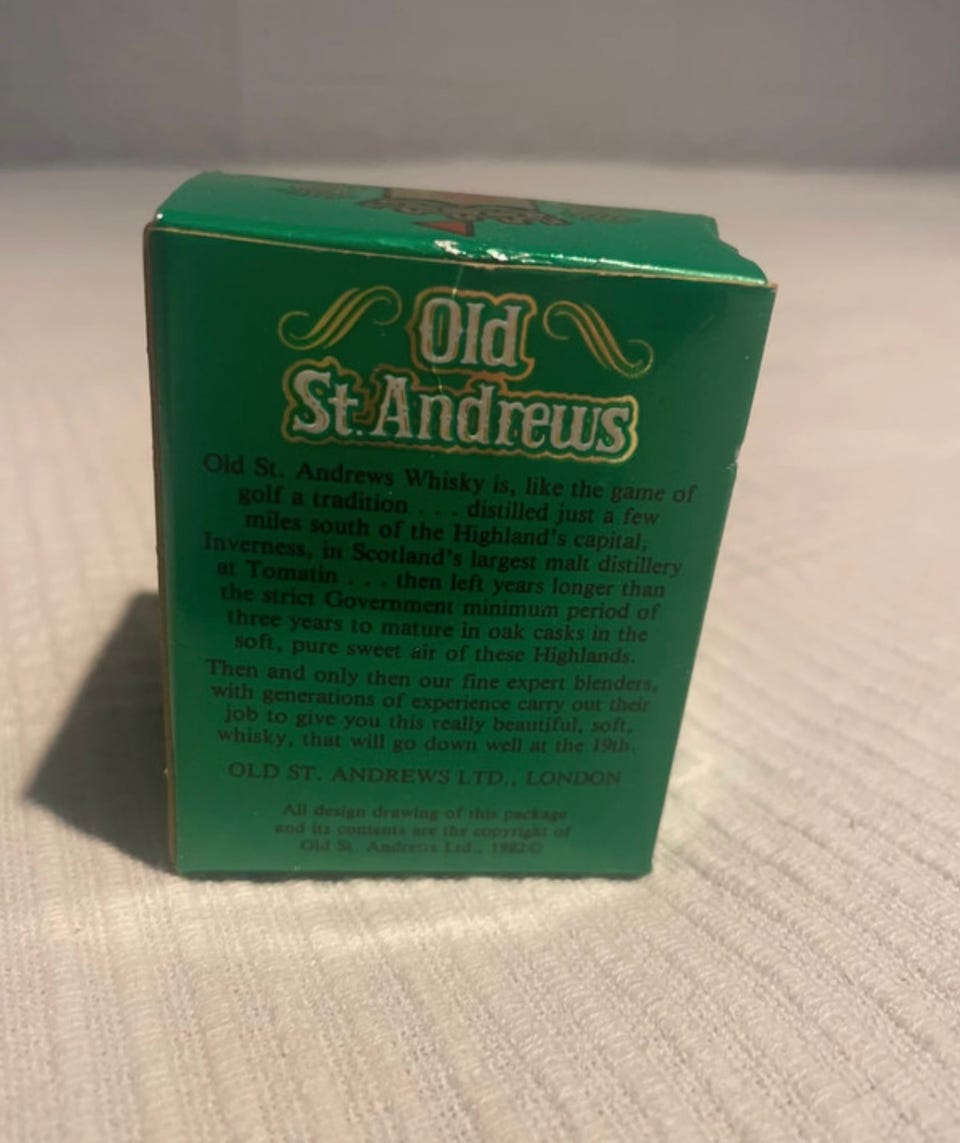 Old
St. Andrews
Old St. Andrews Whisky is, like the game of
golf a tradition . . . distilled just a few
miles south of the Highland's capital,
Inverness, in Scotland's largest malt distillery
at Tomatin . . . then left years longer than
the strict Government minimum period of
three years to mature in oak casks in the
soft, pure sweet air of these Highlands.
Then and only then our fine expert blenders,
with generations of experience carry out their
job to give you this really beautiful, soft,
whisky, that will go down well at the 19th.
OLD ST. ANDREWS LTD., LONDON
All design drawing of this package
and its contents are the copyright of
Old St. Andrews Ltd., 1982©